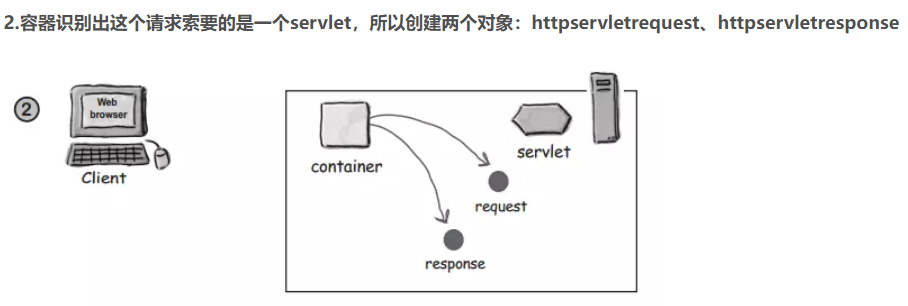 2.容器识别出这个请求索要的是一个servlet，所以创建两个对象：httpservletrequest、httpservletresponse
2
Web
browser
Client
container
servlet
request
response